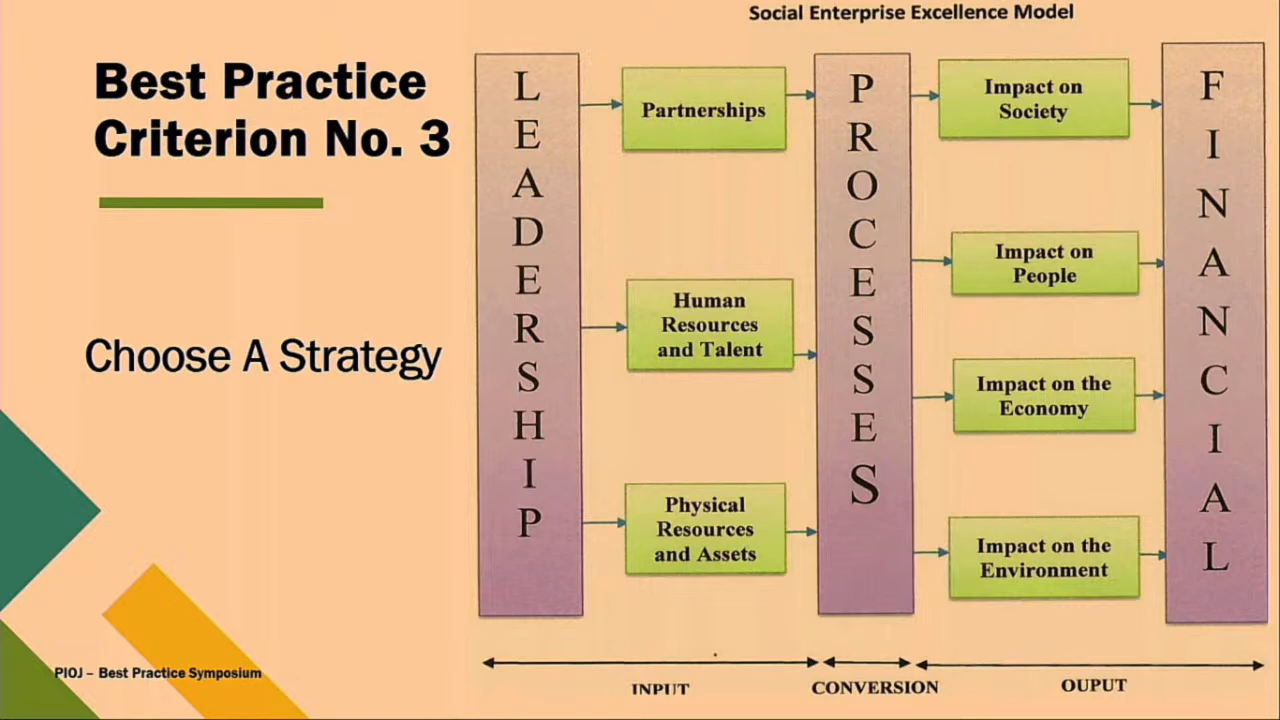 Social Enterprise Excellence Model
Best Practice
Criterion No. 3
Choose A Strategy
LEADERSHIP
Partnerships
Human
Resources
and Talent
Physical
Resources
and Assets
PROCESSES
Impact on
Society
Impact on
People
Impact on the
Economy
Impact on the
Environment
FINANCIAL
INPUT
CONVERSION
OUPUT
PIOJ – Best Practice Symposium